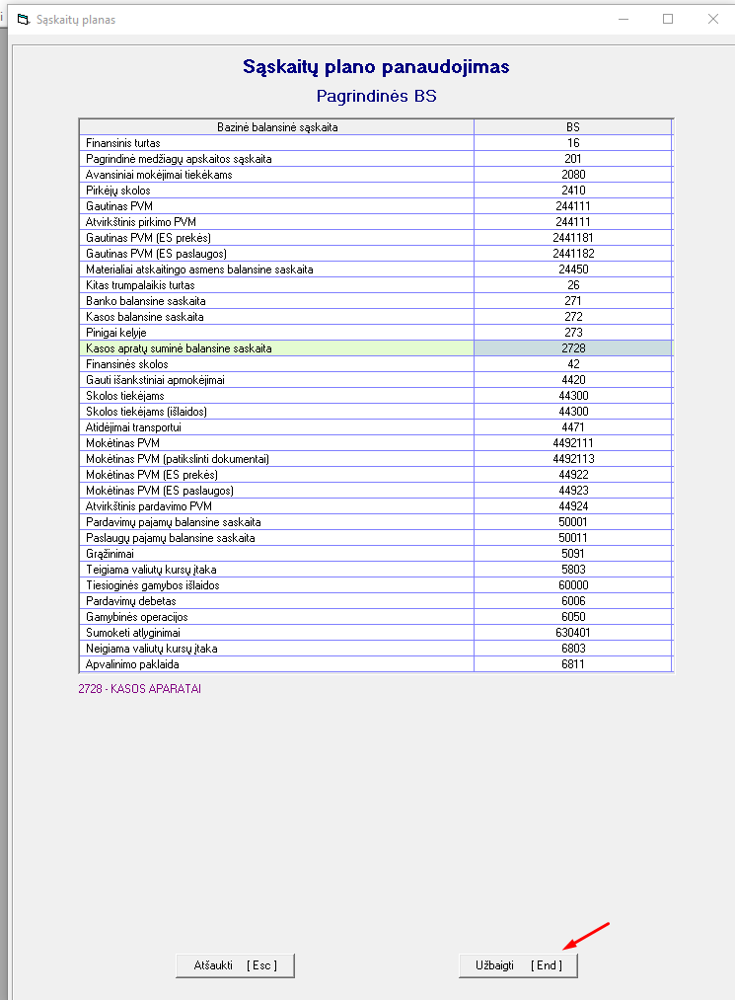 Sąskaitų planas
Sąskaitų plano panaudojimas
Pagrindinės BS
Bazinė balansinė sąskaita BS
Finansinis turtas 16
Pagrindinė medžiagų apskaitos sąskaita 201
Avansiniai mokėjimai tiekėkams 2080
Pirkėjų skolos 2410
Gautinas PVM 244111
Atvirkštinis pirkimo PVM 244111
Gautinas PVM (ES prekės) 2441181
Gautinas PVM (ES paslaugos) 2441182
Materialiai atskaitingo asmens balansine saskaita 24450
Kitas trumpalaikis turtas 26
Banko balansine saskaita 271
Kasos balansine saskaita 272
Pinigai kelyje 273
Kasos apratų suminė balansine saskaita 2728
Finansinės skolos 42
Gauti išankstiniai apmokėjimai 4420
Skolos tiekėjams 44300
Skolos tiekėjams (išlaidos) 44300
Atidėjimai transportui 4471
Mokėtinas PVM 4492111
Mokėtinas PVM (patikslinti dokumentai) 4492113
Mokėtinas PVM (ES prekės) 44922
Mokėtinas PVM (ES paslaugos) 44923
Atvirkštinis pardavimo PVM 44924
Pardavimų pajamų balansine saskaita 50001
Paslaugų pajamų balansine saskaita 50011
Grąžinimai 5091
Teigiama valiutų kursų įtaka 5803
Tiesioginės gamybos išlaidos 60000
Pardavimų debetas 6006
Gamybinės operacijos 6050
Sumoketi atlyginimai 630401
Neigiama valiutų kursų įtaka 6803
Apvalinimo paklaida 6811
2728 - KASOS APARATAI
Atšaukti [ Esc ] Užbaigti [ End ]